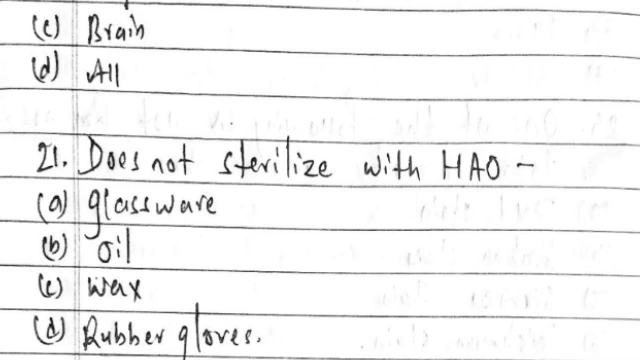 (c) Brain
(d) All
21. Does not sterilize with HAO -
(a) glassware
(b) oil
(c) wax
(d) Rubber gloves.